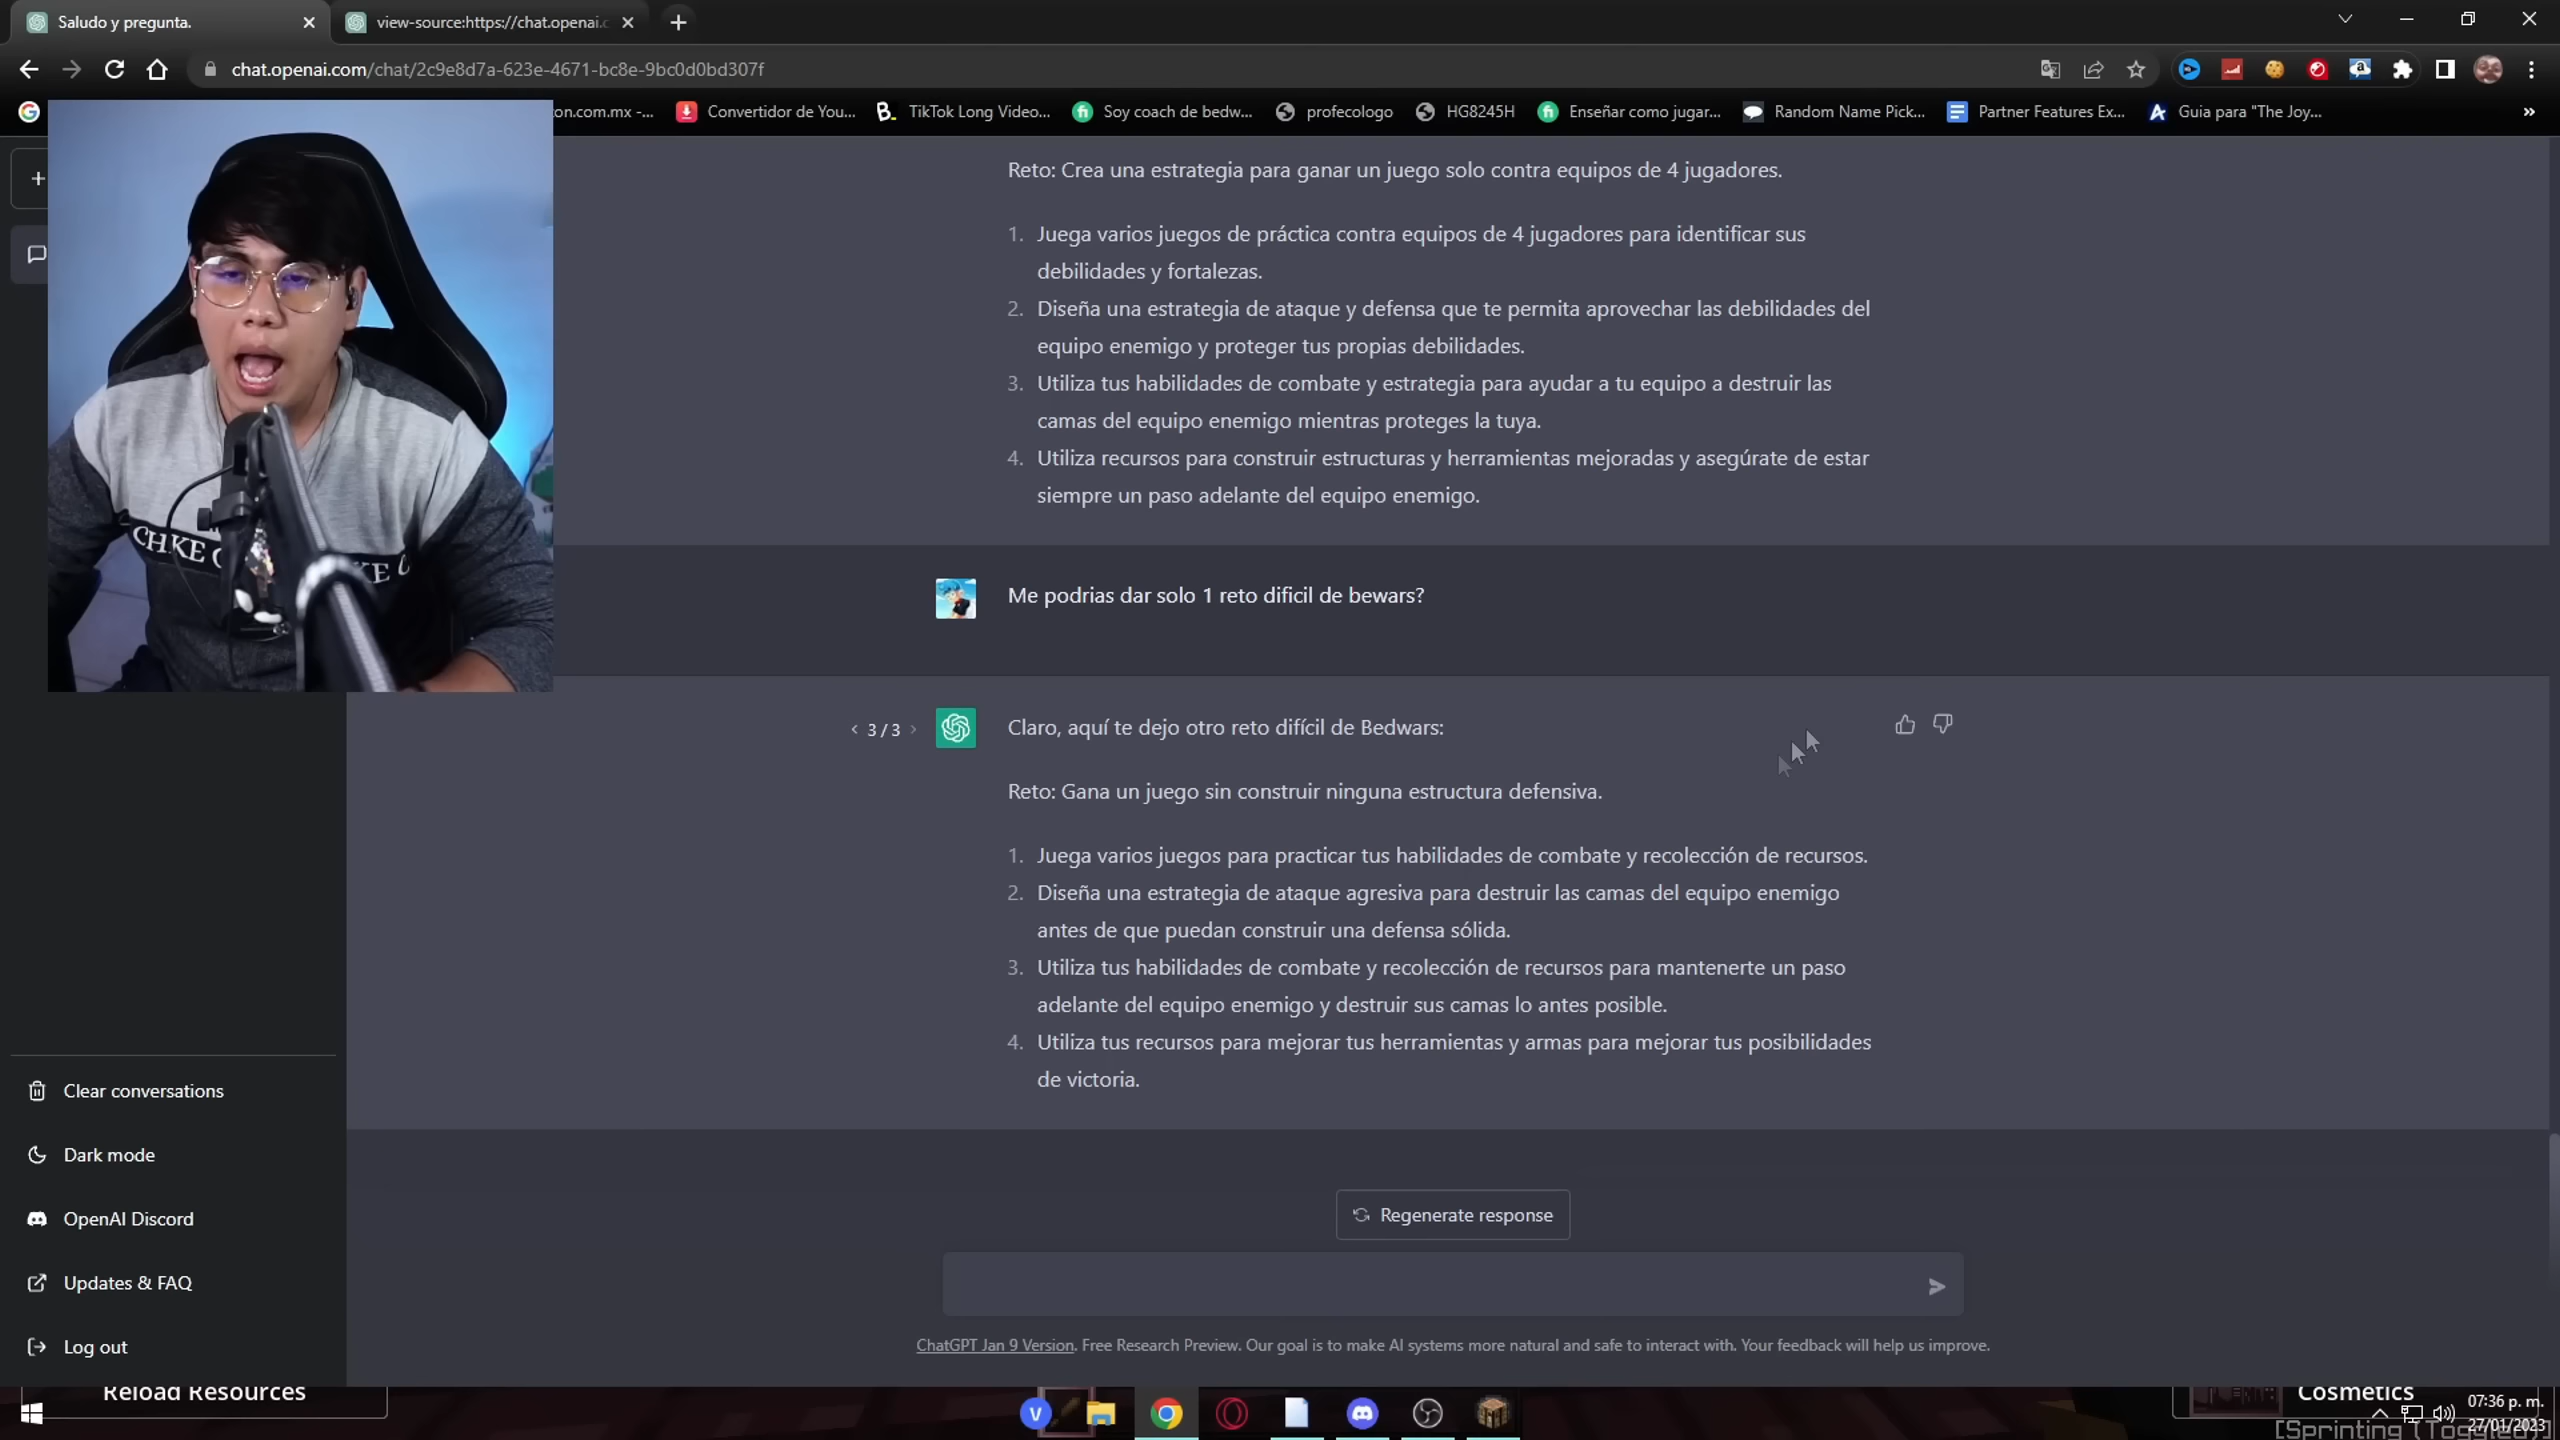 Saludo y pregunta.
view-source:https://chat.openai.c
chat.openai.com/chat/2c9e8d7a-623e-4671-bc8e-9bc0d0bd307f
on.com.mx -...
Convertidor de You...
TikTok Long Video...
Soy coach de bedw...
profecologo
HG8245H
Enseñar como jugar...
Random Name Pick...
Partner Features Ex...
Guia para "The Joy...
Reto: Crea una estrategia para ganar un juego solo contra equipos de 4 jugadores.
1. Juega varios juegos de práctica contra equipos de 4 jugadores para identificar sus
debilidades y fortalezas.
2. Diseña una estrategia de ataque y defensa que te permita aprovechar las debilidades del
equipo enemigo y proteger tus propias debilidades.
3. Utiliza tus habilidades de combate y estrategia para ayudar a tu equipo a destruir las
camas del equipo enemigo mientras proteges la tuya.
4. Utiliza recursos para construir estructuras y herramientas mejoradas y asegúrate de estar
siempre un paso adelante del equipo enemigo.
Me podrias dar solo 1 reto dificil de bewars?
< 3 / 3 >
Claro, aquí te dejo otro reto difícil de Bedwars:
Reto: Gana un juego sin construir ninguna estructura defensiva.
1. Juega varios juegos para practicar tus habilidades de combate y recolección de recursos.
2. Diseña una estrategia de ataque agresiva para destruir las camas del equipo enemigo
antes de que puedan construir una defensa sólida.
3. Utiliza tus habilidades de combate y recolección de recursos para mantenerte un paso
adelante del equipo enemigo y destruir sus camas lo antes posible.
4. Utiliza tus recursos para mejorar tus herramientas y armas para mejorar tus posibilidades
de victoria.
Clear conversations
Dark mode
OpenAI Discord
Updates & FAQ
Log out
Regenerate response
ChatGPT Jan 9 Version. Free Research Preview. Our goal is to make AI systems more natural and safe to interact with. Your feedback will help us improve.
Reload Resources
Cosmetics
07:36 p. m.
27/01/2023
[Sprinting (Toggled)]